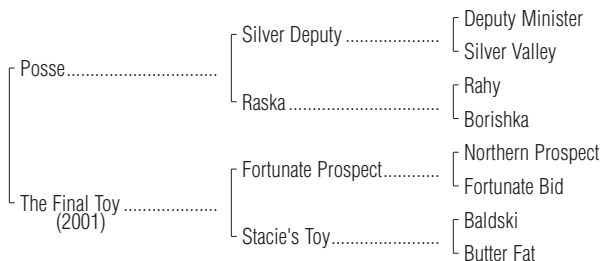 Deputy Minister
Silver Deputy ....................
Silver Valley
Posse................................
Rahy
Raska ................................
Borishka
Northern Prospect
Fortunate Prospect............
Fortunate Bid
The Final Toy ....................
(2001)
Baldski
Stacie's Toy.......................
Butter Fat